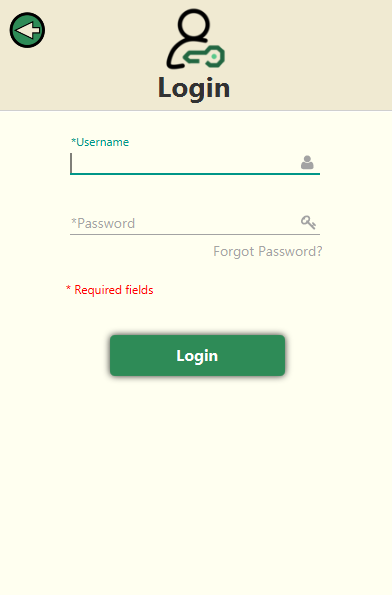 Login
*Username
*Password
Forgot Password?
* Required fields
Login